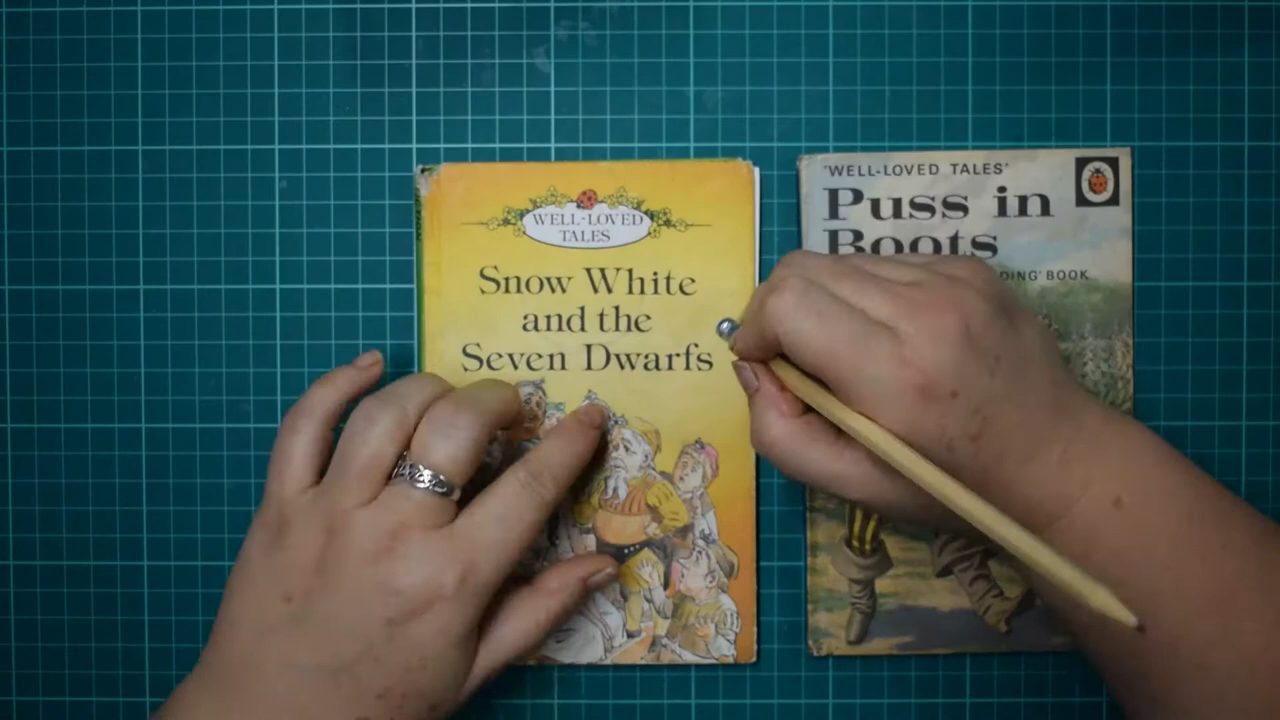 WELL-LOVED
TALES
Snow White
and the
Seven Dwarfs
'WELL-LOVED TALES'
Puss in
Boots
DING' BOOK